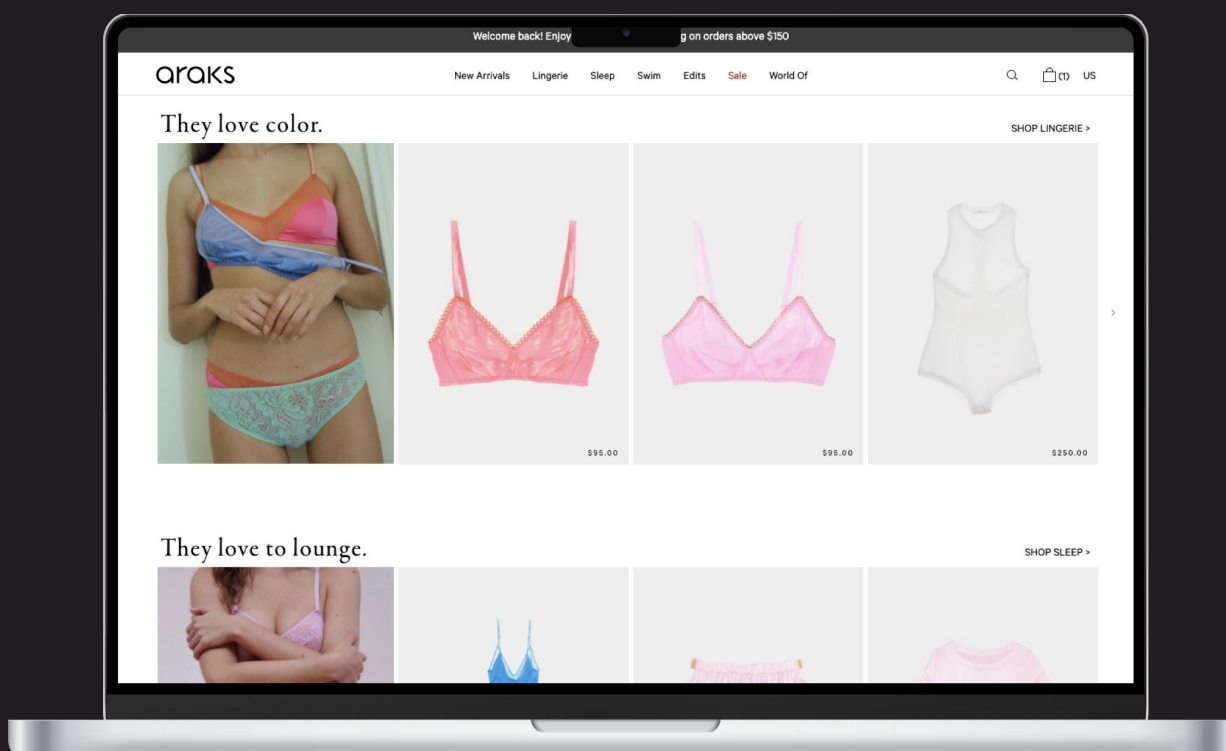 Welcome back! Enjoy g on orders above $150
araks
New Arrivals Lingerie Sleep Swim Edits Sale World Of
(1) US
They love color.
SHOP LINGERIE >
$95.00
$95.00
$250.00
They love to lounge.
SHOP SLEEP >